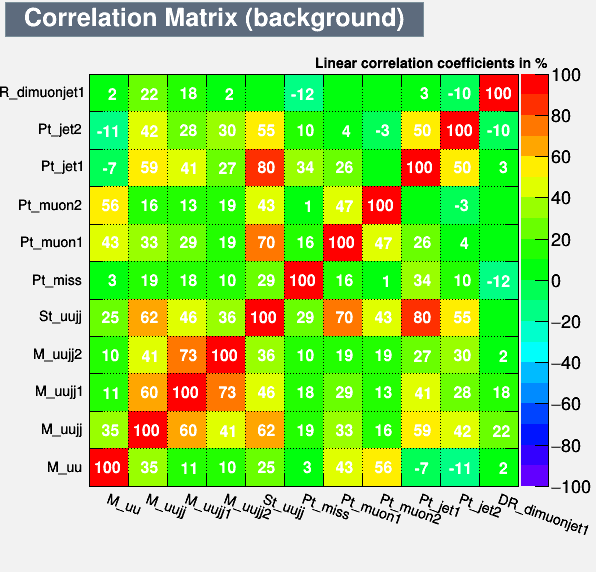 Correlation Matrix (background)
Linear correlation coefficients in %
R_dimuonjet1 2 22 18 2 -12 3 -10 100
Pt_jet2 -11 42 28 30 55 10 4 -3 50 100 -10
Pt_jet1 -7 59 41 27 80 34 26 100 50 3
Pt_muon2 56 16 13 19 43 1 47 100 -3
Pt_muon1 43 33 29 19 70 16 100 47 26 4
Pt_miss 3 19 18 10 29 100 16 1 34 10 -12
St_uujj 25 62 46 36 100 29 70 43 80 55
M_uujj2 10 41 73 100 36 10 19 19 27 30 2
M_uujj1 11 60 100 73 46 18 29 13 41 28 18
M_uujj 35 100 60 41 62 19 33 16 59 42 22
M_uu 100 35 11 10 25 3 43 56 -7 -11 2
M_uu M_uujj M_uujj1 M_uujj2 St_uujj Pt_miss Pt_muon1 Pt_muon2 Pt_jet1 Pt_jet2 DR_dimuonjet1
100
80
60
40
20
0
−20
−40
−60
−80
−100